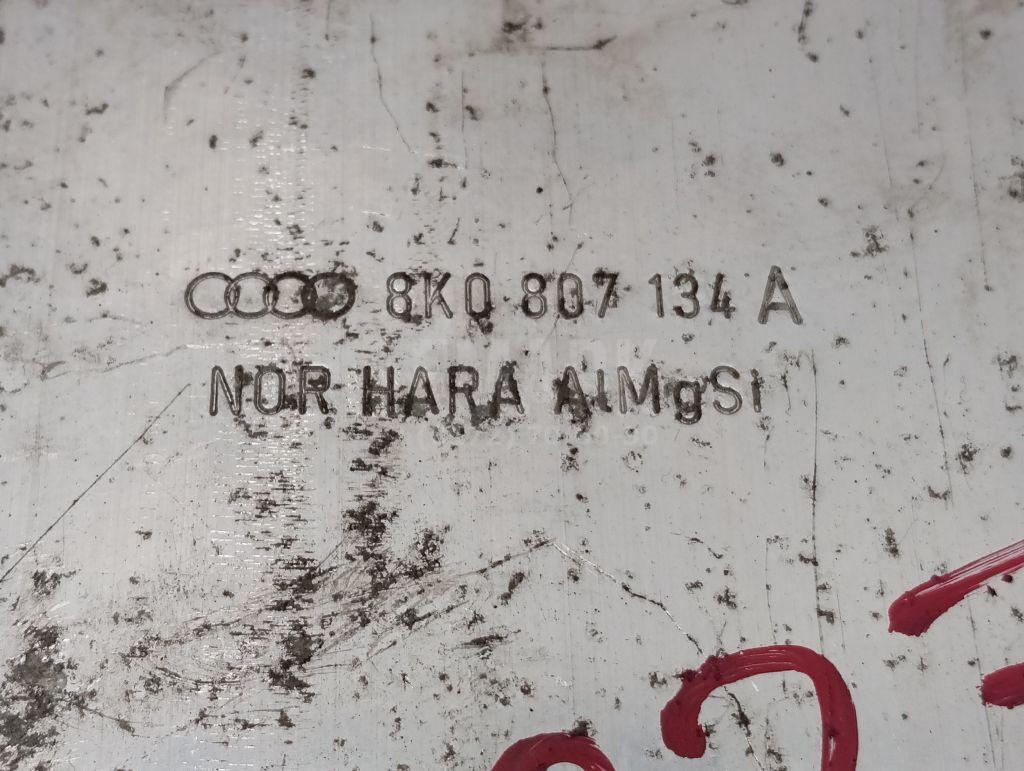 8K0 807 134 A
NOR HARA AlMgSi